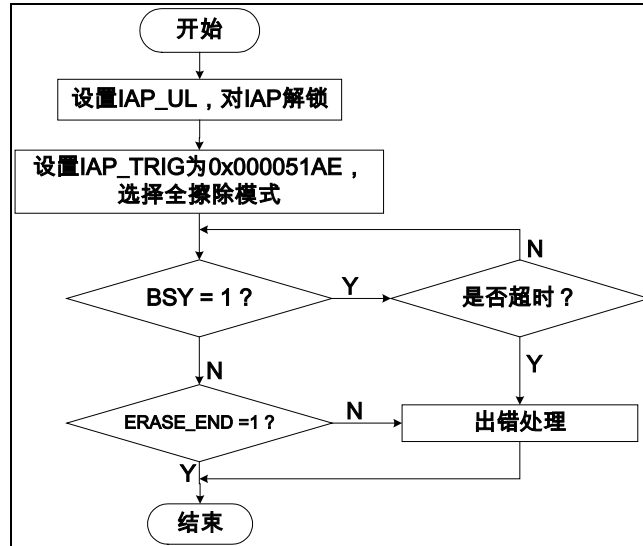 开始
设置IAP_UL，对IAP解锁
设置IAP_TRIG为0x000051AE，
选择全擦除模式
N
BSY = 1？
Y
是否超时？
N
Y
ERASE_END =1？
N
出错处理
Y
结束